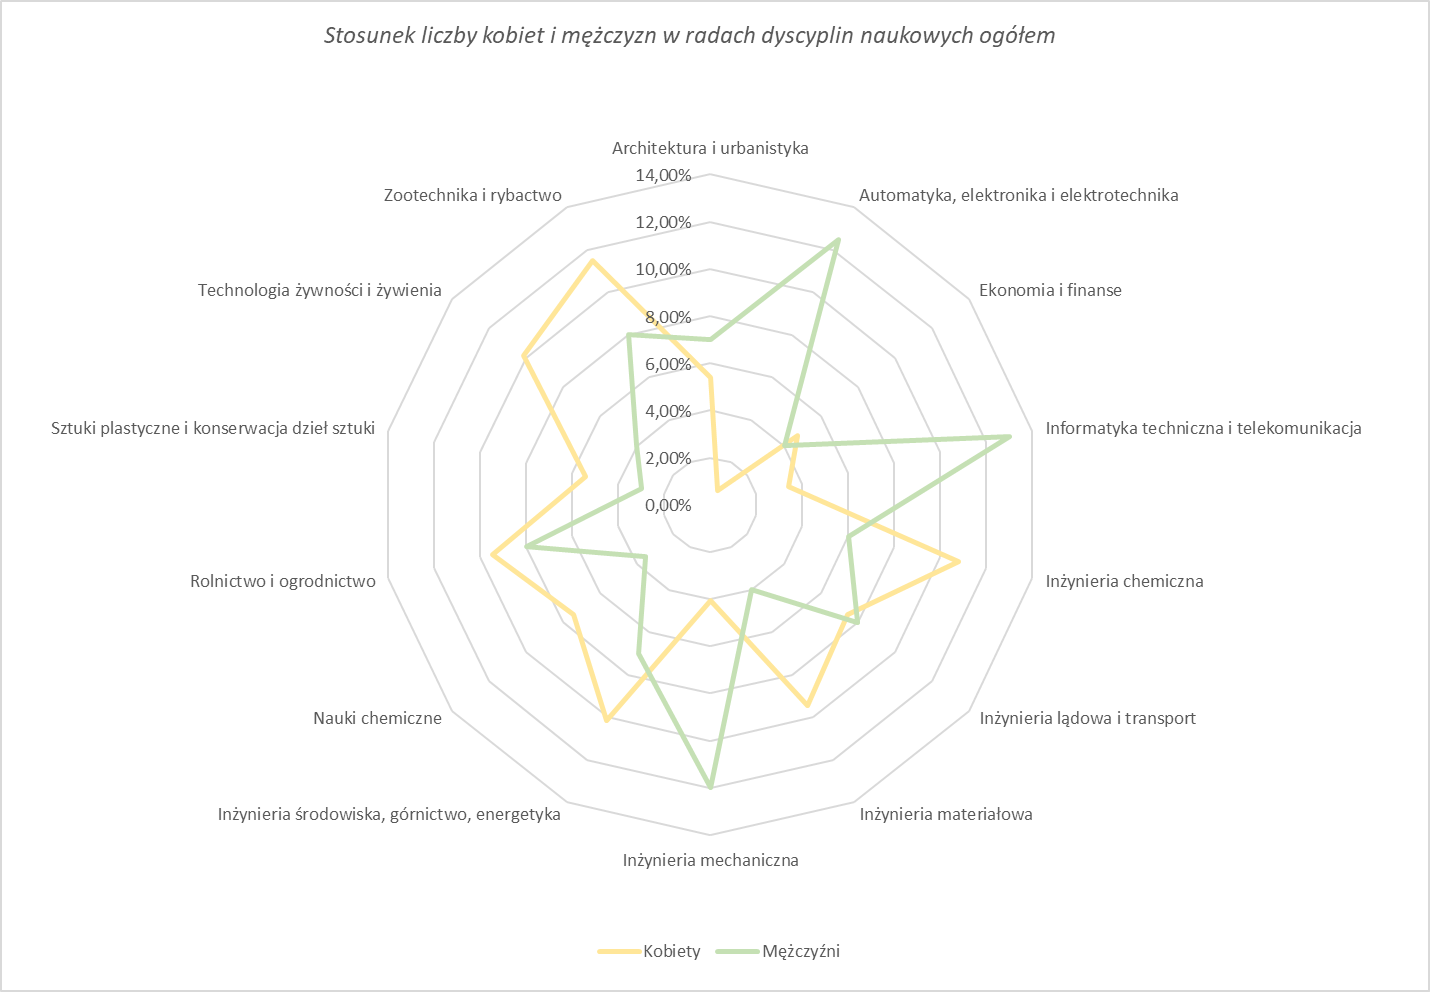 Stosunek liczby kobiet i mężczyzn w radach dyscyplin naukowych ogółem
Architektura i urbanistyka
14,00%
Zootechnika i rybactwo
Automatyka, elektronika i elektrotechnika
12,00%
10,00%
Technologia żywności i żywienia
Ekonomia i finanse
8,00%
6,00%
4,00%
Sztuki plastyczne i konserwacja dzieł sztuki
Informatyka techniczna i telekomunikacja
2,00%
0,00%
Rolnictwo i ogrodnictwo
Inżynieria chemiczna
Nauki chemiczne
Inżynieria lądowa i transport
Inżynieria środowiska, górnictwo, energetyka
Inżynieria materiałowa
Inżynieria mechaniczna
Kobiety
Mężczyźni